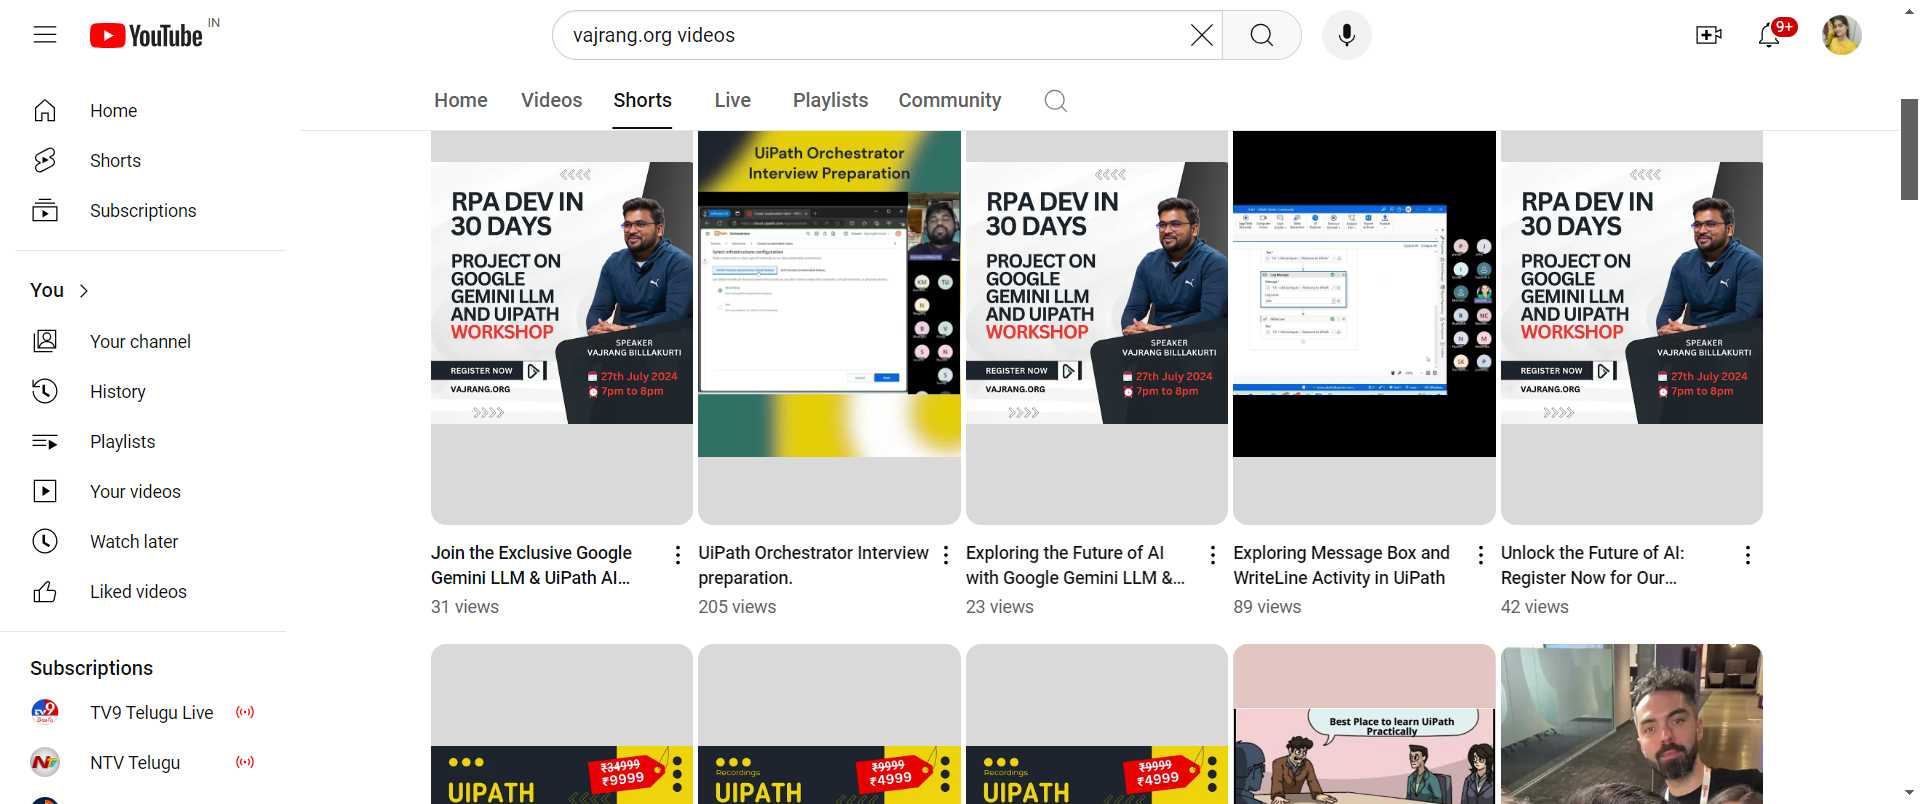 YouTube IN
vajrang.org videos
9+
Home
Shorts
Subscriptions
You
Your channel
History
Playlists
Your videos
Watch later
Liked videos
Subscriptions
TV9 Telugu Live
NTV Telugu
Home Videos Shorts Live Playlists Community
RPA DEV IN
30 DAYS
PROJECT ON
GOOGLE
GEMINI LLM
AND UIPATH
WORKSHOP
SPEAKER
VAJRANG BILLLAKURTI
REGISTER NOW
VAJRANG.ORG
27th July 2024
7pm to 8pm
UiPath Orchestrator
Interview Preparation
KM TU
N
B V
S N
S
RPA DEV IN
30 DAYS
PROJECT ON
GOOGLE
GEMINI LLM
AND UIPATH
WORKSHOP
SPEAKER
VAJRANG BILLLAKURTI
REGISTER NOW
VAJRANG.ORG
27th July 2024
7pm to 8pm
RPA DEV IN
30 DAYS
PROJECT ON
GOOGLE
GEMINI LLM
AND UIPATH
WORKSHOP
SPEAKER
VAJRANG BILLLAKURTI
REGISTER NOW
VAJRANG.ORG
27th July 2024
7pm to 8pm
Join the Exclusive Google
Gemini LLM & UiPath AI...
31 views
UiPath Orchestrator Interview
preparation.
205 views
Exploring the Future of AI
with Google Gemini LLM &...
23 views
Exploring Message Box and
WriteLine Activity in UiPath
89 views
Unlock the Future of AI:
Register Now for Our...
42 views
₹34999
₹9999
UIPATH
Recordings
₹9999
₹4999
UIPATH
Recordings
₹9999
₹4999
UIPATH
Best Place to learn UiPath
Practically